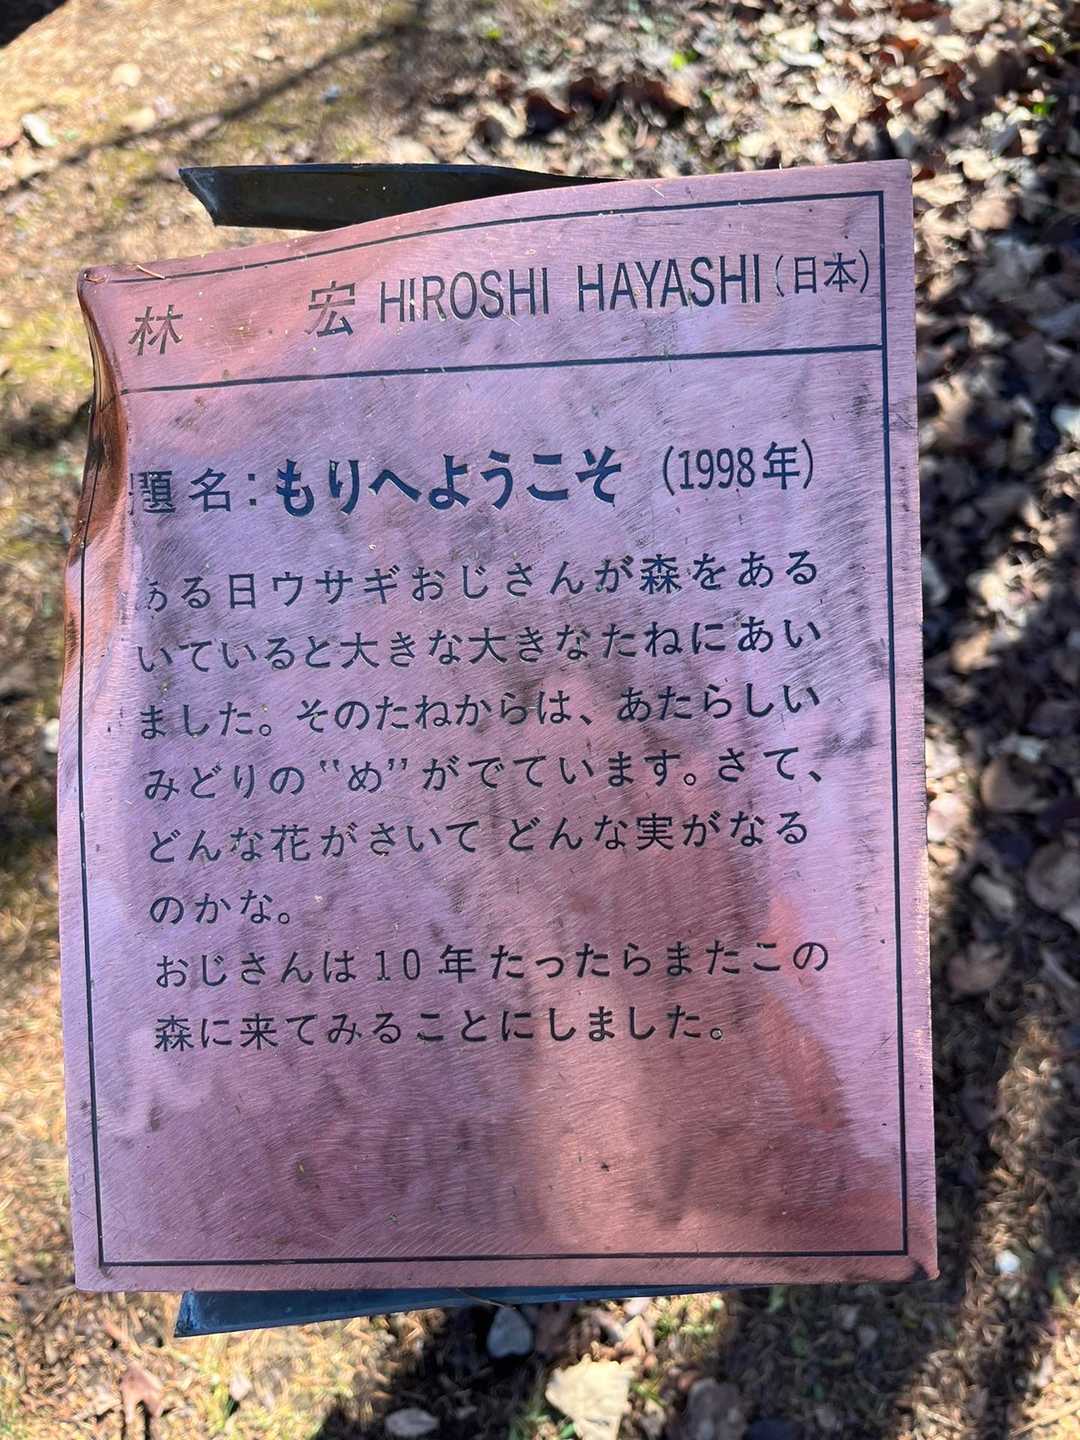 林 宏 HIROSHI HAYASHI(日本)
題名:もりへようこそ (1998年)
ある日ウサギおじさんが森をある
いていると大きな大きなたねにあい
ました。そのたねからは、あたらしい
みどりの〝め”がでています。さて、
どんな花がさいて どんな実がなる
のかな。
おじさんは10年たったらまたこの
森に来てみることにしました。